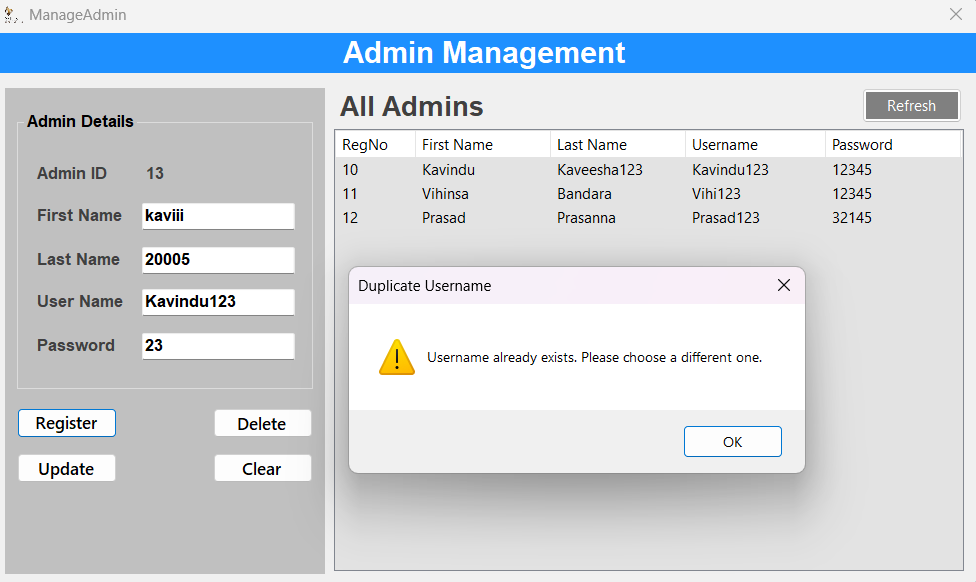 ManageAdmin
Admin Management
Admin Details
Admin ID 13
First Name kaviii
Last Name 20005
User Name Kavindu123
Password 23
Register Delete
Update Clear
All Admins Refresh
RegNo First Name Last Name Username Password
10 Kavindu Kaveesha123 Kavindu123 12345
11 Vihinsa Bandara Vihi123 12345
12 Prasad Prasanna Prasad123 32145
Duplicate Username
Username already exists. Please choose a different one.
OK